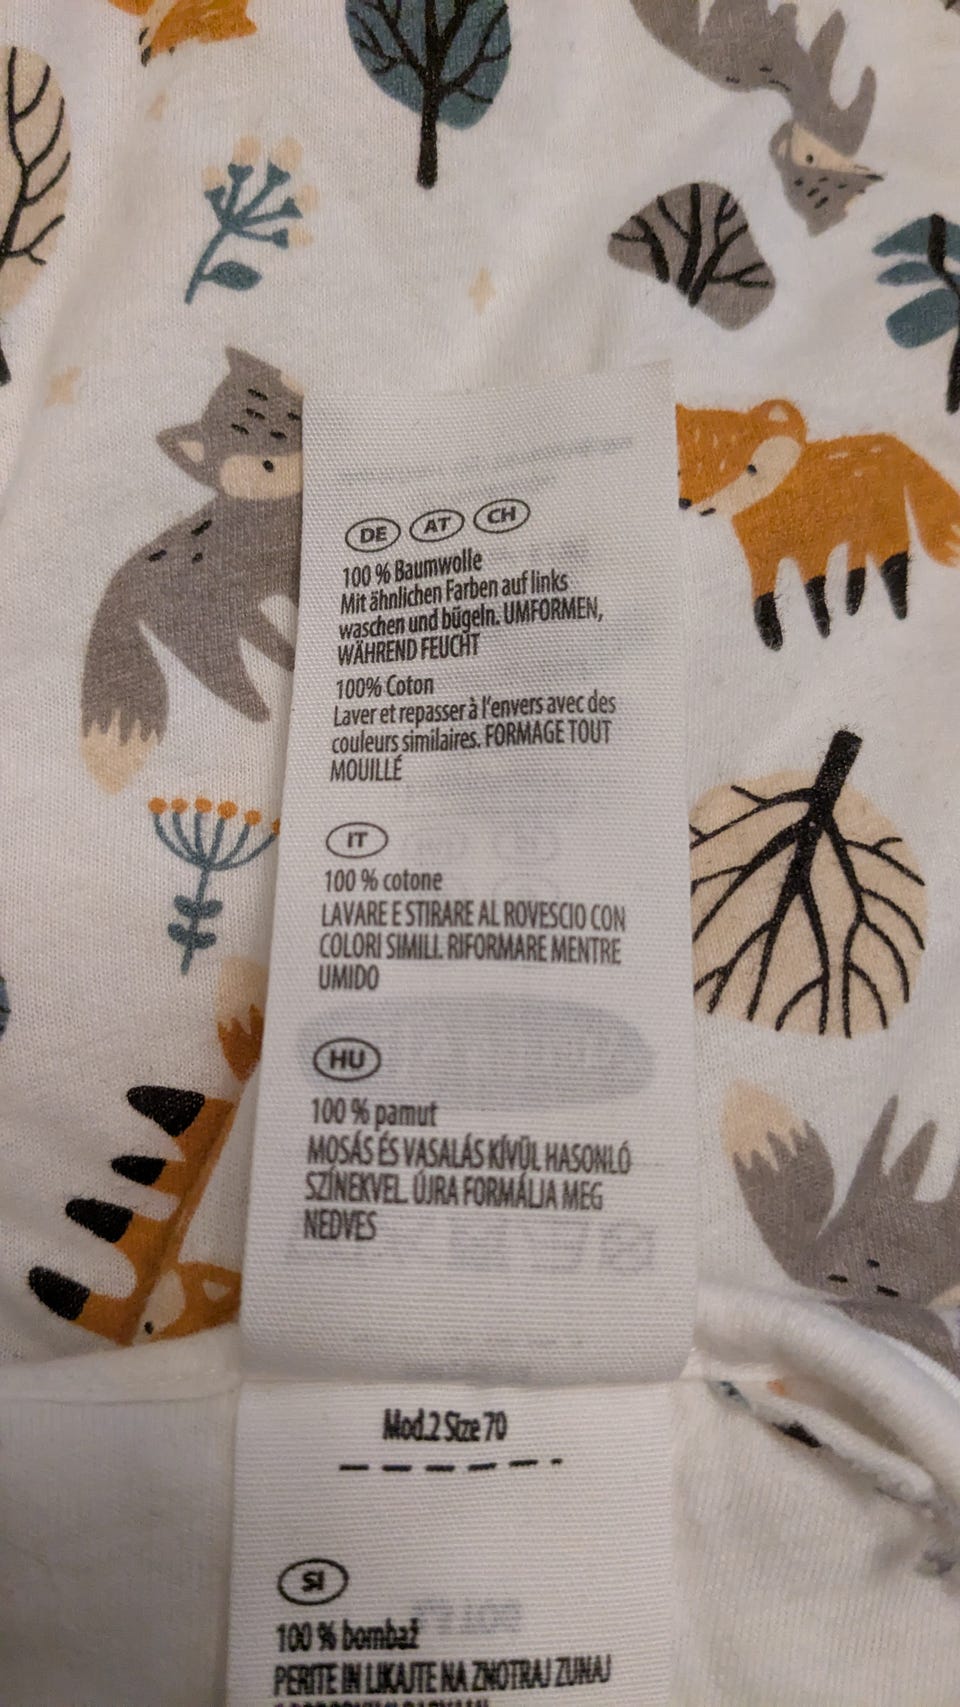 DE AT CH
100 % Baumwolle
Mit ähnlichen Farben auf links
waschen und bügeln. UMFORMEN,
WÄHREND FEUCHT
100% Coton
Laver et repasser à l'envers avec des
couleurs similaires. FORMAGE TOUT
MOUILLÉ
IT
100 % cotone
LAVARE E STIRARE AL ROVESCIO CON
COLORI SIMILI. RIFORMARE MENTRE
UMIDO
HU
100 % pamut
MOSÁS ÉS VASALÁS KÍVÜL HASONLÓ
SZÍNEKVEL. ÚJRA FORMÁLJA MEG
NEDVES
Mod.2 Size 70
SI
100 % bombaž
PERITE IN LIKAJTE NA ZNOTRAJ ZUNAJ